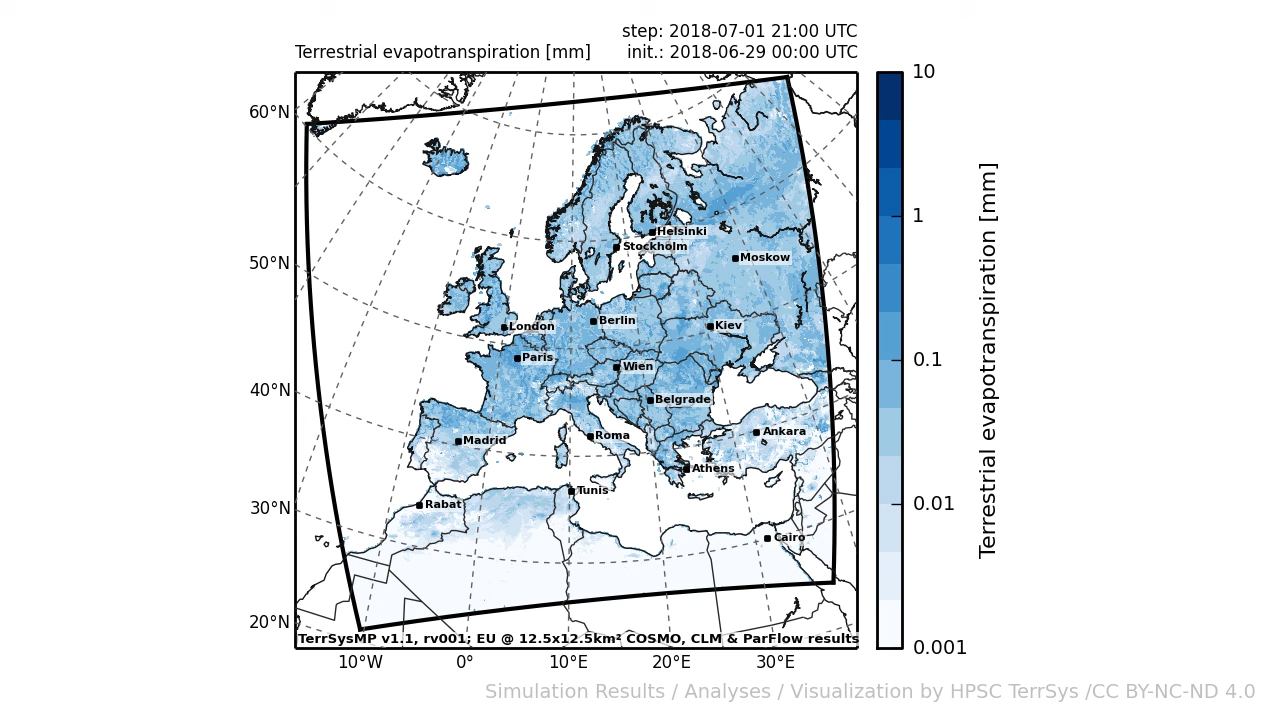 step: 2018-07-01 21:00 UTC
Terrestrial evapotranspiration [mm] init.: 2018-06-29 00:00 UTC
60°N
50°N
40°N
30°N
20°N
Helsinki
Stockholm
Moskow
London
Berlin
Kiev
Paris
Wien
Belgrade
Madrid
Roma
Ankara
Athens
Tunis
Rabat
Cairo
TerrSysMP v1.1, rv001; EU @ 12.5x12.5km² COSMO, CLM & ParFlow results
10°W 0° 10°E 20°E 30°E
10
1
0.1
0.01
0.001
Terrestrial evapotranspiration [mm]
Simulation Results / Analyses / Visualization by HPSC TerrSys /CC BY-NC-ND 4.0